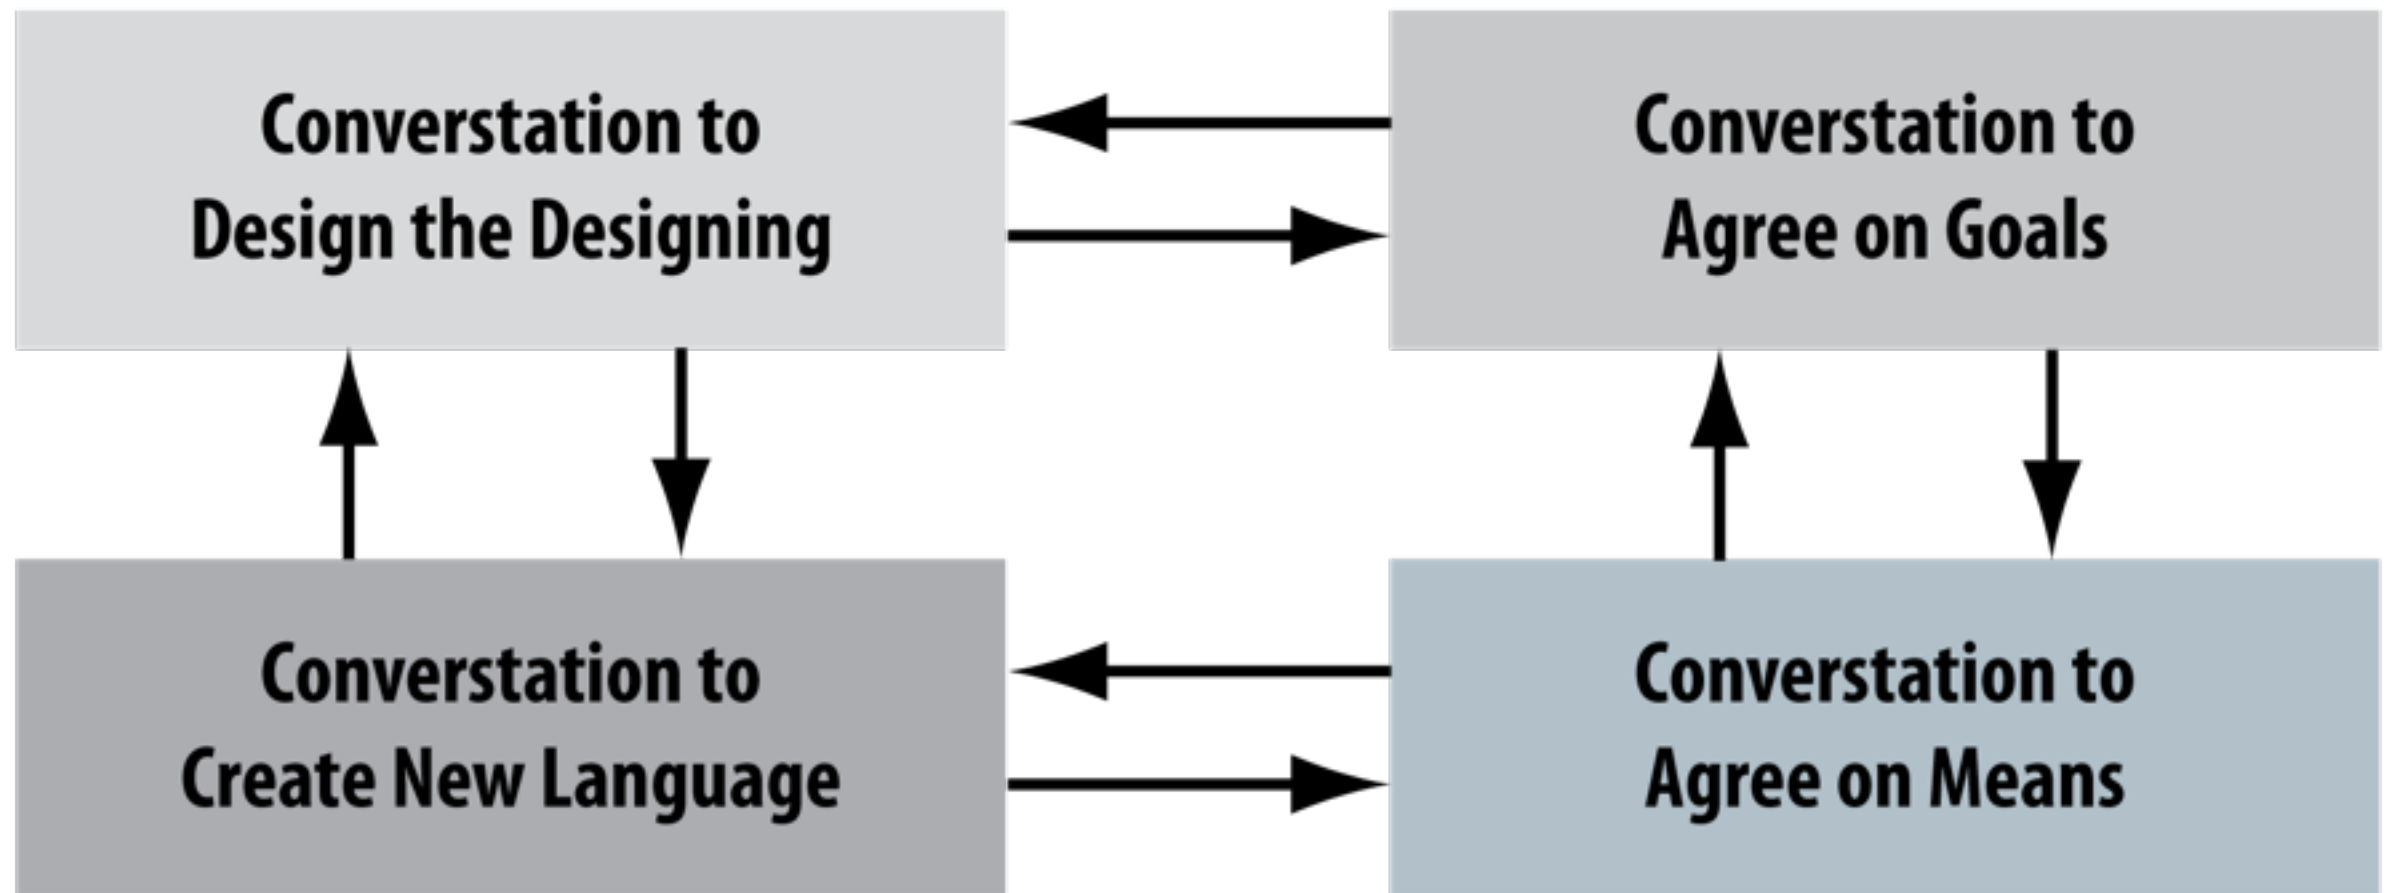 Converstation to
Design the Designing
Converstation to
Agree on Goals
Converstation to
Create New Language
Converstation to
Agree on Means